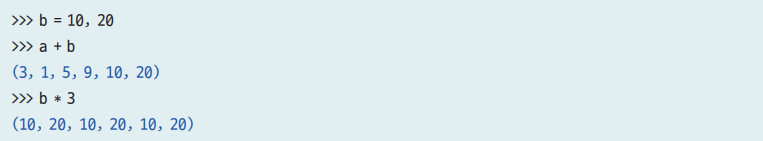 >>> b = 10, 20
>>> a + b
(3, 1, 5, 9, 10, 20)
>>> b * 3
(10, 20, 10, 20, 10, 20)